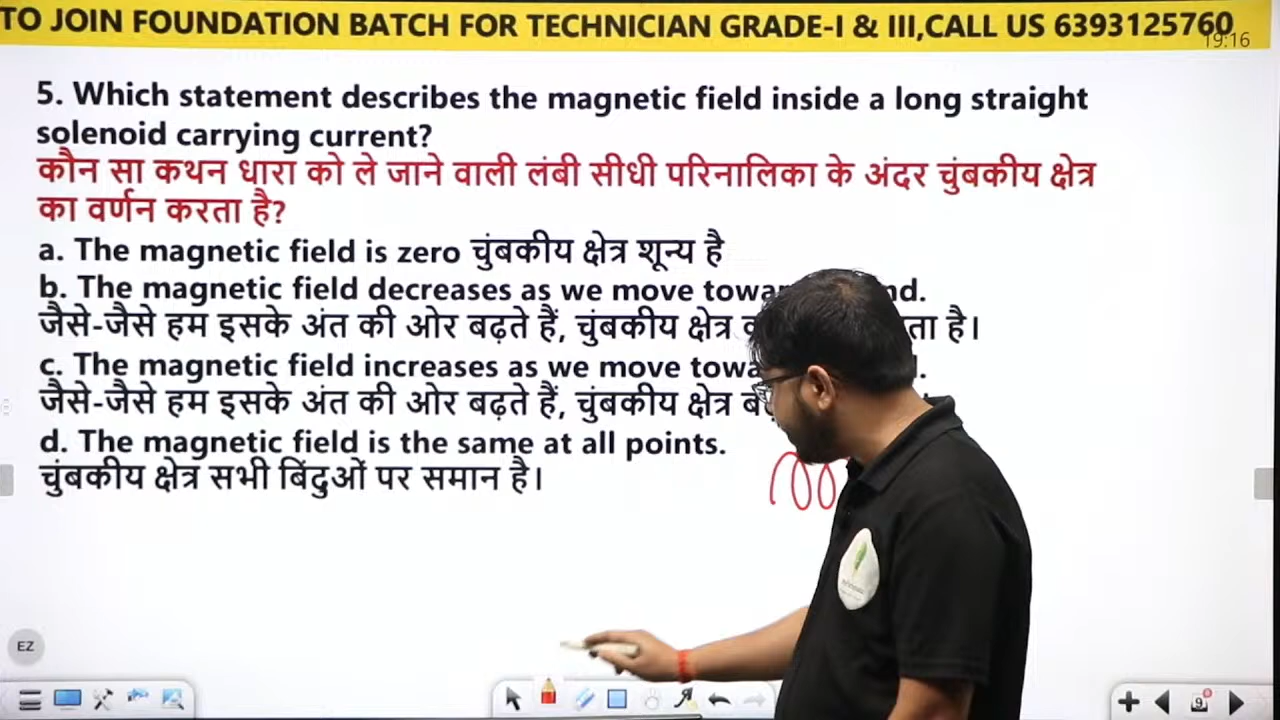 TO JOIN FOUNDATION BATCH FOR TECHNICIAN GRADE-I & III,CALL US 6393125760
19:16
5. Which statement describes the magnetic field inside a long straight
solenoid carrying current?
कौन सा कथन धारा को ले जाने वाली लंबी सीधी परिनालिका के अंदर चुंबकीय क्षेत्र
का वर्णन करता है?
a. The magnetic field is zero चुंबकीय क्षेत्र शून्य है
b. The magnetic field decreases as we move
जैसे-जैसे हम इसके अंत की ओर बढ़ते हैं, चुंबकीय क्षेत्र है।
c. The magnetic field increases as we move
जैसे-जैसे हम इसके अंत की ओर बढ़ते हैं, चुंबकीय क्षेत्र
d. The magnetic field is the same at all points.
चुंबकीय क्षेत्र सभी बिंदुओं पर समान है।
EZ
9